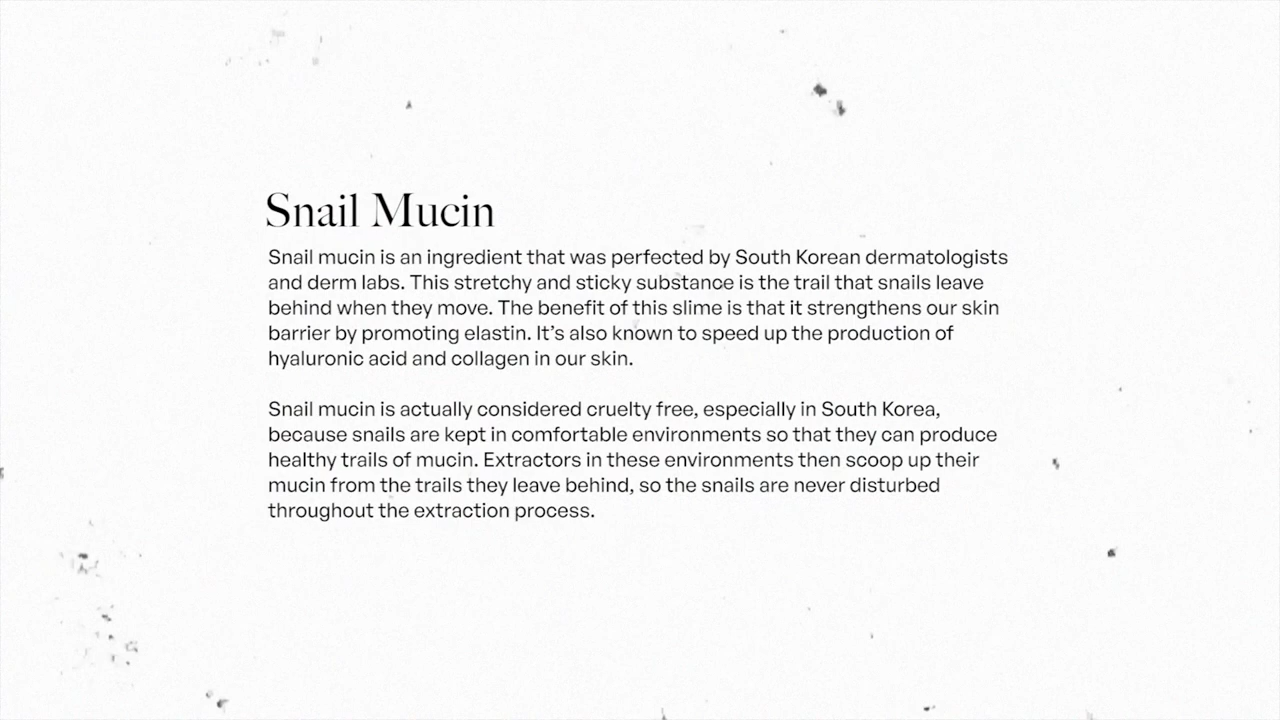 Snail Mucin
Snail mucin is an ingredient that was perfected by South Korean dermatologists
and derm labs. This stretchy and sticky substance is the trail that snails leave
behind when they move. The benefit of this slime is that it strengthens our skin
barrier by promoting elastin. It’s also known to speed up the production of
hyaluronic acid and collagen in our skin.
Snail mucin is actually considered cruelty free, especially in South Korea,
because snails are kept in comfortable environments so that they can produce
healthy trails of mucin. Extractors in these environments then scoop up their
mucin from the trails they leave behind, so the snails are never disturbed
throughout the extraction process.